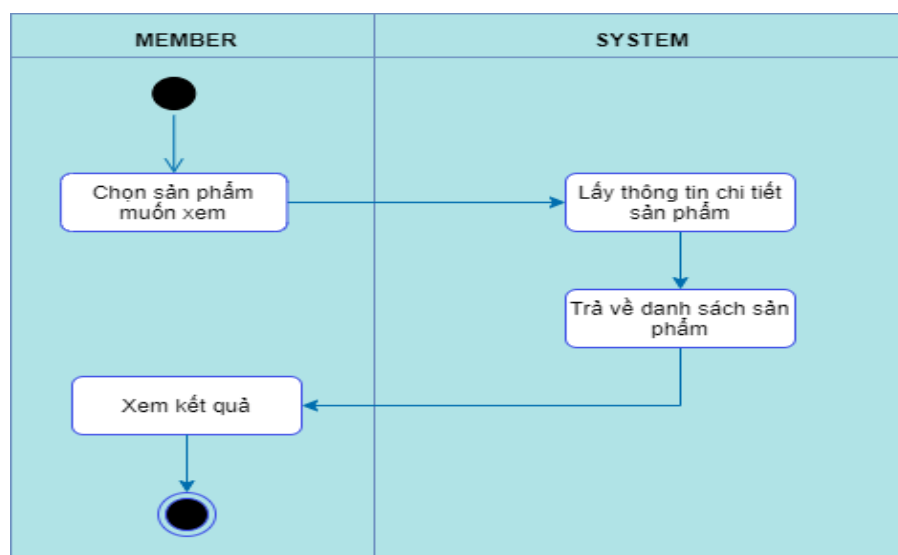 MEMBER
SYSTEM
Chọn sản phẩm
muốn xem
Lấy thông tin chi tiết
sản phẩm
Trả về danh sách sản
phẩm
Xem kết quả